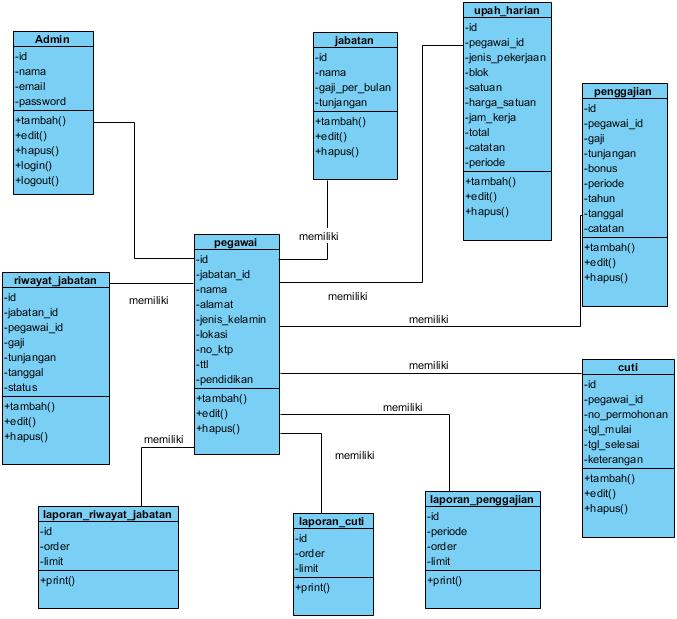 Admin
-id
-nama
-email
-password
+tambah()
+edit()
+hapus()
+login()
+logout()
jabatan
-id
-nama
-gaji_per_bulan
-tunjangan
+tambah()
+edit()
+hapus()
upah_harian
-id
-pegawai_id
-jenis_pekerjaan
-blok
-satuan
-harga_satuan
-jam_kerja
-total
-catatan
-periode
+tambah()
+edit()
+hapus()
penggajian
-id
-pegawai_id
-gaji
-tunjangan
-bonus
-periode
-tahun
-tanggal
-catatan
+tambah()
+edit()
+hapus()
memiliki
pegawai
-id
-jabatan_id
-nama
-alamat
-jenis_kelamin
-lokasi
-no_ktp
-ttl
-pendidikan
+tambah()
+edit()
+hapus()
riwayat_jabatan
-id
-jabatan_id
-pegawai_id
-gaji
-tunjangan
-tanggal
-status
+tambah()
+edit()
+hapus()
memiliki
memiliki
memiliki
memiliki
cuti
-id
-pegawai_id
-no_permohonan
-tgl_mulai
-tgl_selesai
-keterangan
+tambah()
+edit()
+hapus()
memiliki
memiliki
memiliki
laporan_riwayat_jabatan
-id
-order
-limit
+print()
laporan_cuti
-id
-order
-limit
+print()
laporan_penggajian
-id
-periode
-order
-limit
+print()